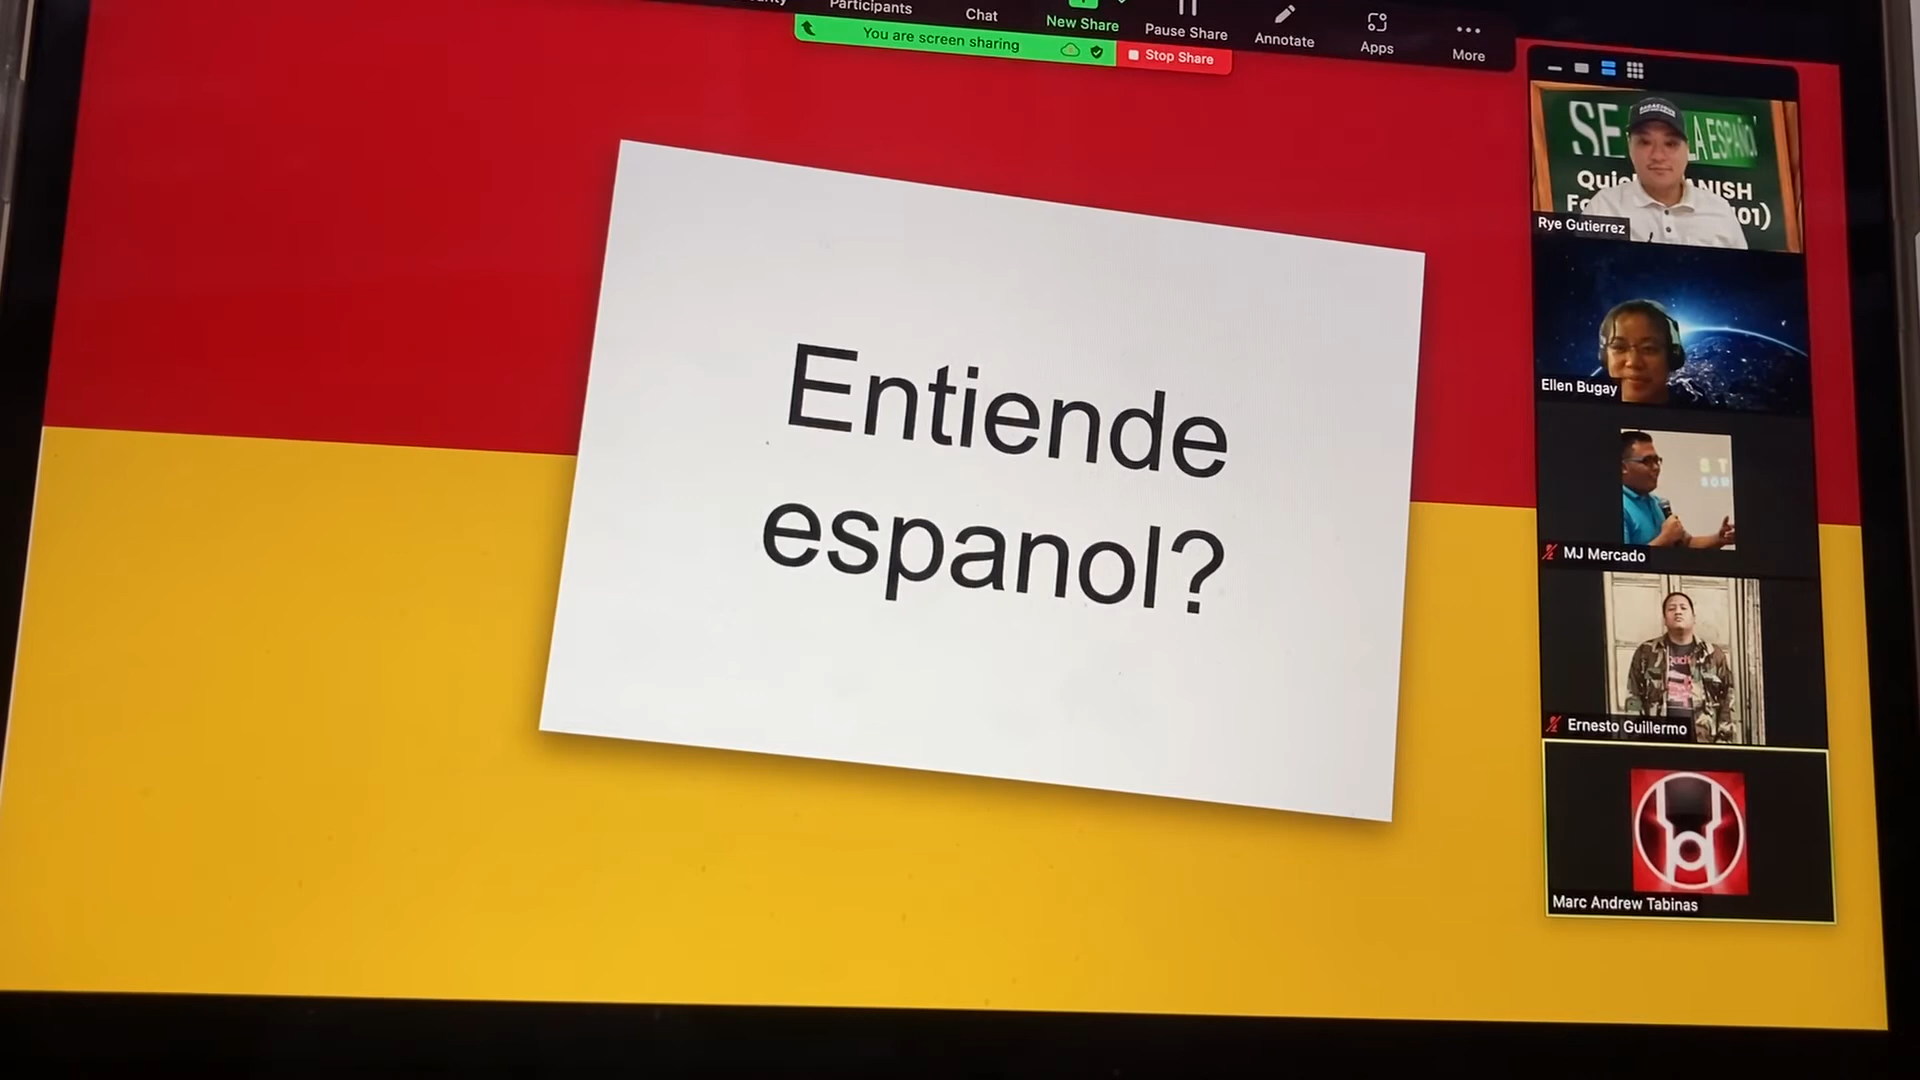 Participants
Chat
New Share
Pause Share
Annotate
Apps
More
You are screen sharing
Stop Share
Entiende
espanol?
Rye Gutierrez
Ellen Bugay
MJ Mercado
Ernesto Guillermo
Marc Andrew Tabinas